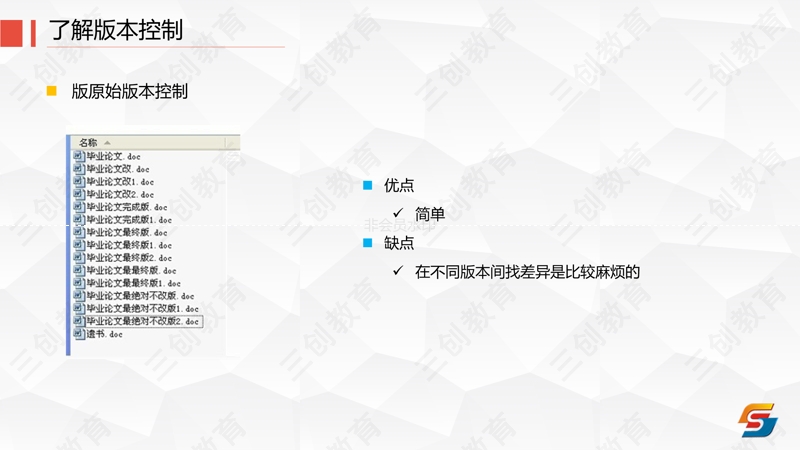 了解版本控制
版原始版本控制
名称
毕业论文.doc
毕业论文改.doc
毕业论文改1.doc
毕业论文改2.doc
毕业论文完成版.doc
毕业论文完成版1.doc
毕业论文最终版.doc
毕业论文最终版1.doc
毕业论文最终版2.doc
毕业论文最最终版.doc
毕业论文最最终版1.doc
毕业论文最绝对不改版.doc
毕业论文最绝对不改版1.doc
毕业论文最绝对不改版2.doc
遗书.doc
优点
简单
非会员水印
缺点
在不同版本间找差异是比较麻烦的
三创教育